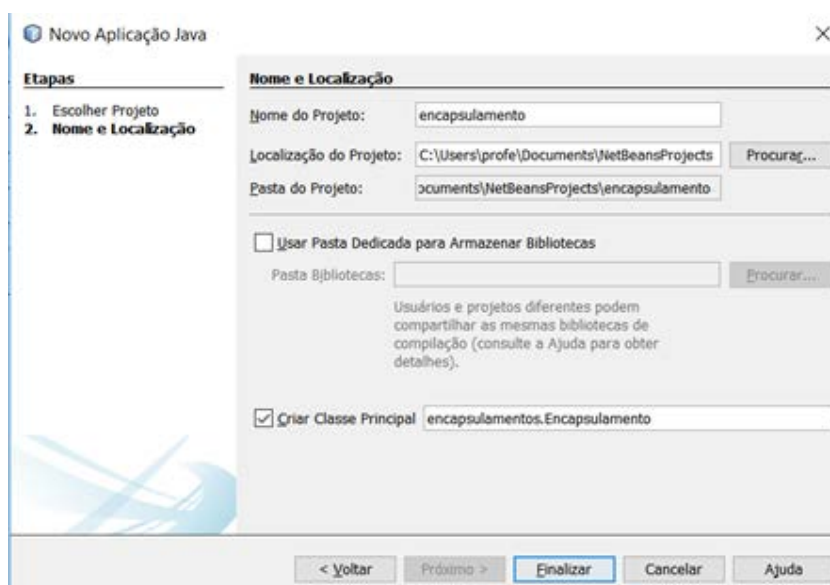 Novo Aplicação Java
Etapas
1. Escolher Projeto
2. Nome e Localização
Nome e Localização
Nome do Projeto: encapsulamento
Localização do Projeto: C:\Users\profe\Documents\NetBeansProjects Procurar...
Pasta do Projeto: ocuments\NetBeansProjects\encapsulamento
Usar Pasta Dedicada para Armazenar Bibliotecas
Pasta Bibliotecas: Procurar...
Usuários e projetos diferentes podem
compartilhar as mesmas bibliotecas de
compilação (consulte a Ajuda para obter
detalhes).
Criar Classe Principal encapsulamentos.Encapsulamento
< Voltar Próximo > Finalizar Cancelar Ajuda